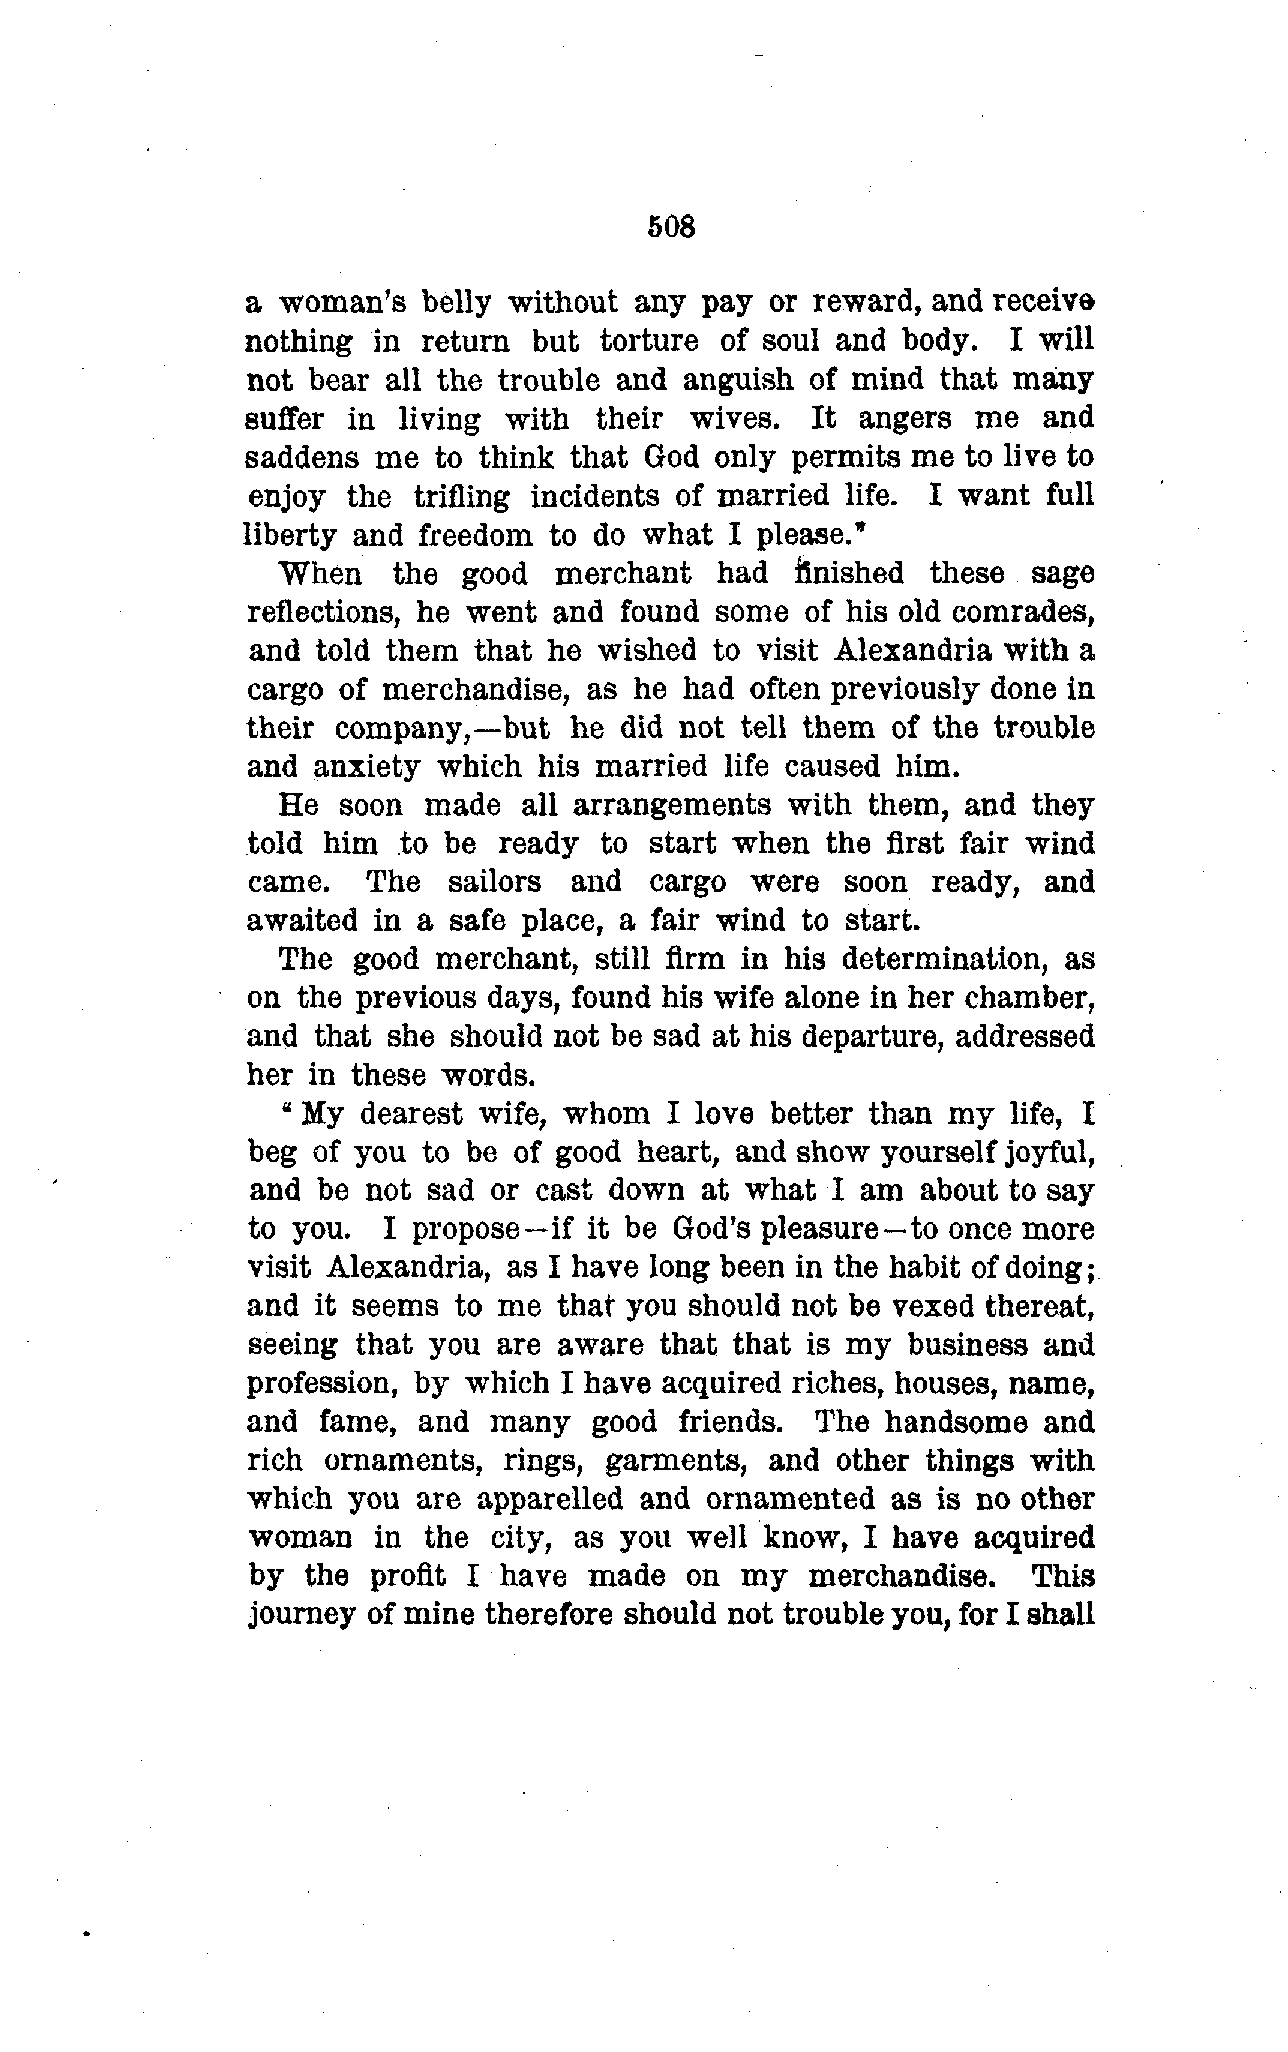 508
a woman's belly without any pay or reward, and receive
nothing in return but torture of soul and body. I will
not bear all the trouble and anguish of mind that many
suffer in living with their wives. It angers me and
saddens me to think that God only permits me to live to
enjoy the trifling incidents of married life. I want full
liberty and freedom to do what I please."
When the good merchant had finished these sage
reflections, he went and found some of his old comrades,
and told them that he wished to visit Alexandria with a
cargo of merchandise, as he had often previously done in
their company,—but he did not tell them of the trouble
and anxiety which his married life caused him.
He soon made all arrangements with them, and they
told him to be ready to start when the first fair wind
came. The sailors and cargo were soon ready, and
awaited in a safe place, a fair wind to start.
The good merchant, still firm in his determination, as
on the previous days, found his wife alone in her chamber,
and that she should not be sad at his departure, addressed
her in these words.
“My dearest wife, whom I love better than my life, I
beg of you to be of good heart, and show yourself joyful,
and be not sad or cast down at what I am about to say
to you. I propose—if it be God's pleasure—to once more
visit Alexandria, as I have long been in the habit of doing;
and it seems to me that you should not be vexed thereat,
seeing that you are aware that that is my business and
profession, by which I have acquired riches, houses, name,
and fame, and many good friends. The handsome and
rich ornaments, rings, garments, and other things with
which you are apparelled and ornamented as is no other
woman in the city, as you well know, I have acquired
by the profit I have made on my merchandise. This
journey of mine therefore should not trouble you, for I shall